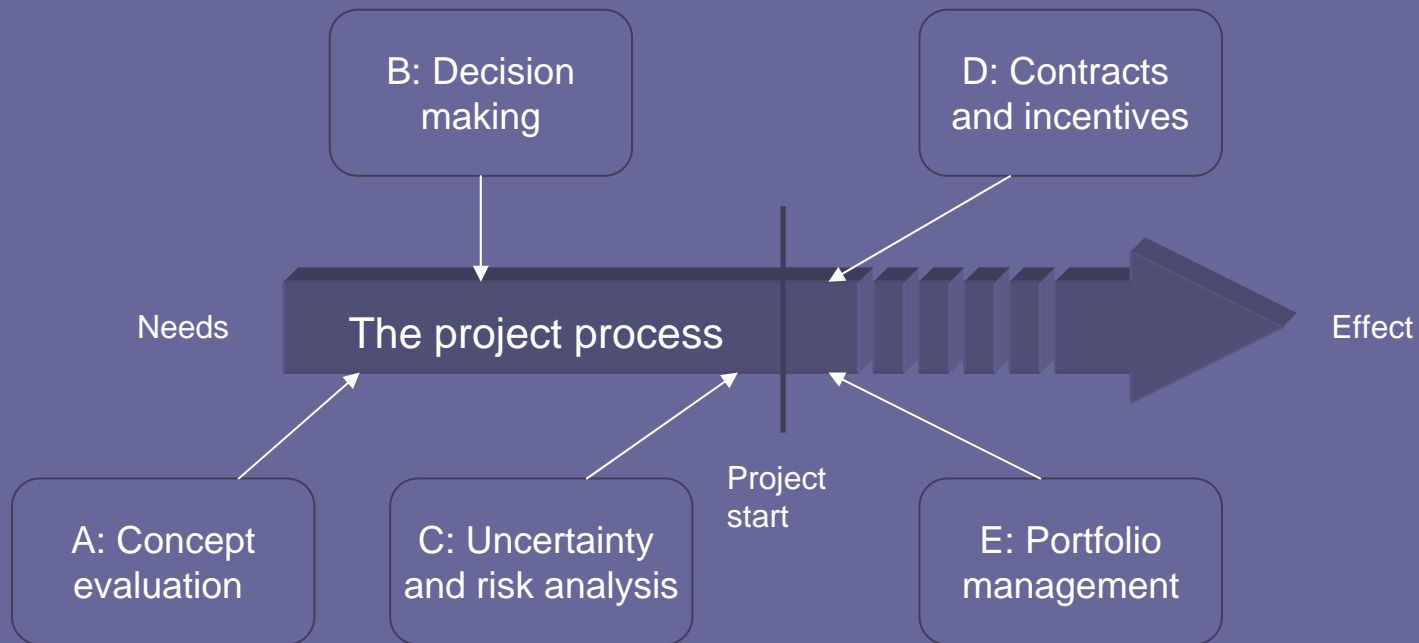 B: Decision
making
D: Contracts
and incentives
Needs
The project process
Effect
Project
start
A: Concept
evaluation
C: Uncertainty
and risk analysis
E: Portfolio
management